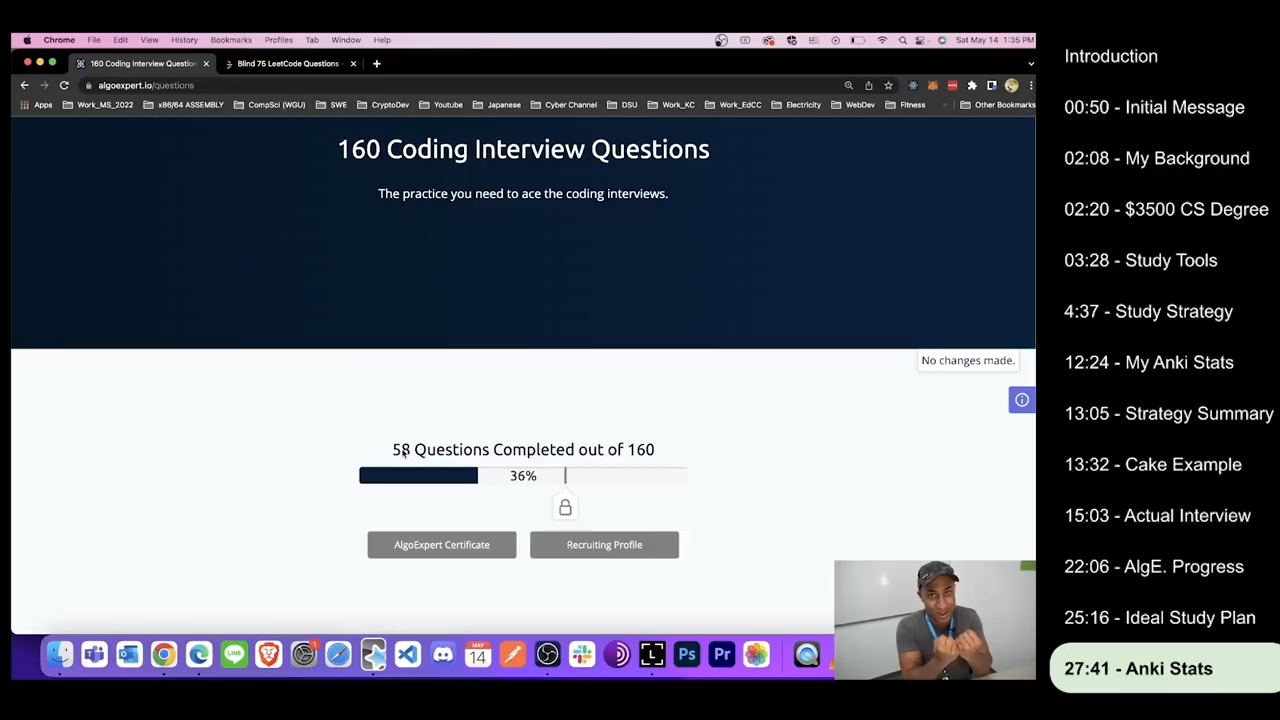 Chrome File Edit View History Bookmarks Profiles Tab Window Help
Sat May 14 1:35 PM
160 Coding Interview Question
Blind 75 LeetCode Questions -
algoexpert.io/questions
Apps Work_MS_2022 x86/64 ASSEMBLY CompSci (WGU) SWE CryptoDev Youtube Japanese Cyber Channel DSU Work_KC Work_EdCC Electricity WebDev Fitness Other Bookmarks
160 Coding Interview Questions
The practice you need to ace the coding interviews.
No changes made.
58 Questions Completed out of 160
36%
AlgoExpert Certificate Recruiting Profile
MAY
14
L
Ps
Pr
1
Introduction
00:50 - Initial Message
02:08 - My Background
02:20 - $3500 CS Degree
03:28 - Study Tools
4:37 - Study Strategy
12:24 - My Anki Stats
13:05 - Strategy Summary
13:32 - Cake Example
15:03 - Actual Interview
22:06 - AlgE. Progress
25:16 - Ideal Study Plan
27:41 - Anki Stats